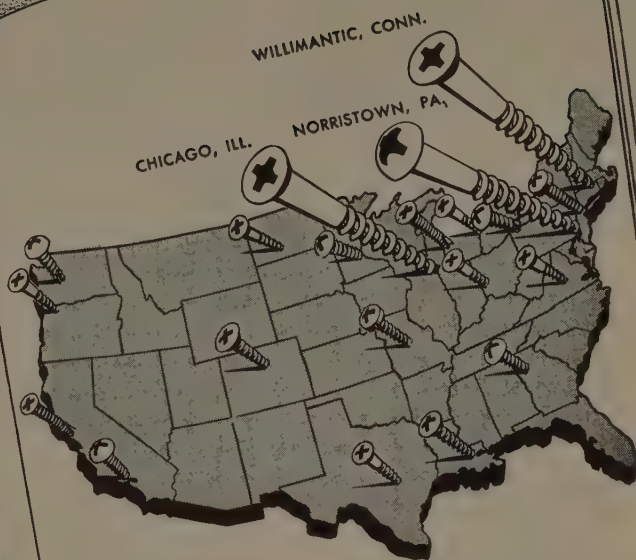 WILLIMANTIC, CONN.
NORRISTOWN, PA,
CHICAGO, ILL.